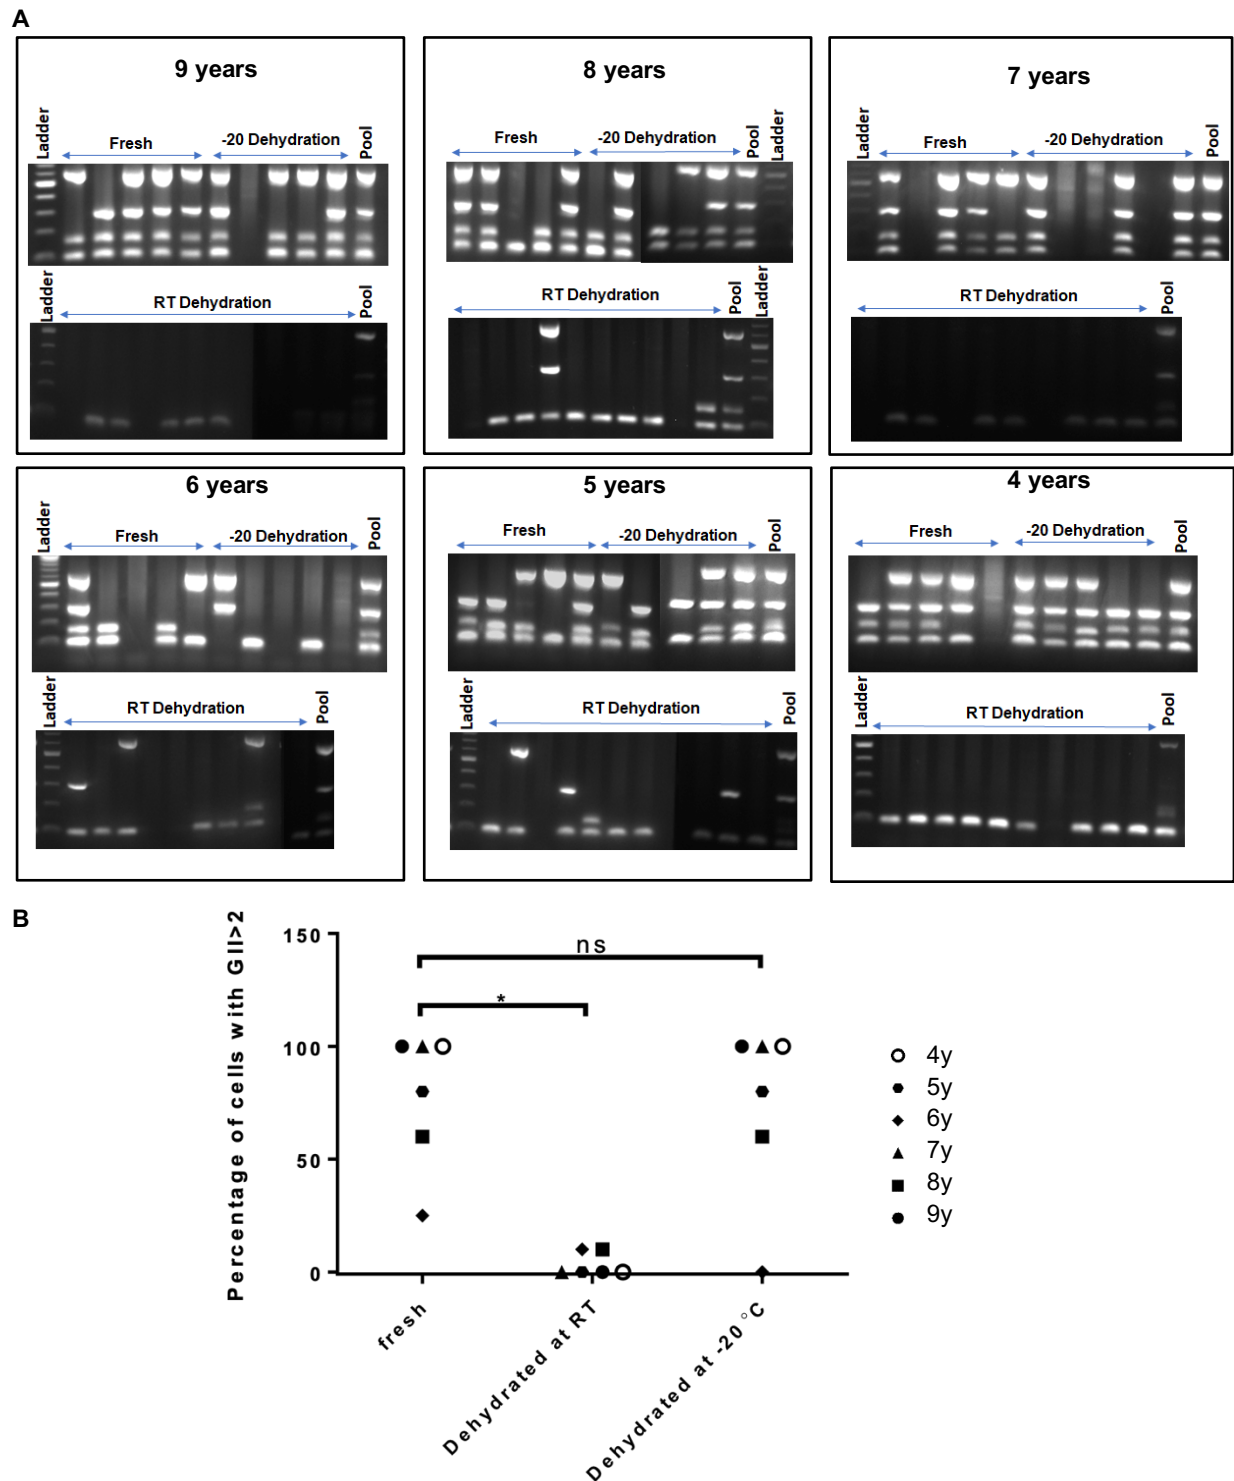 A
9 years
Ladder
Fresh
-20 Dehydration
Pool
Ladder
RT Dehydration
Pool
8 years
Fresh
-20 Dehydration
Pool
Ladder
RT Dehydration
Pool
Ladder
7 years
Ladder
Fresh
-20 Dehydration
Pool
RT Dehydration
Pool
6 years
Ladder
Fresh
-20 Dehydration
Pool
Ladder
RT Dehydration
Pool
5 years
Fresh
-20 Dehydration
Pool
Ladder
RT Dehydration
Pool
4 years
Fresh
-20 Dehydration
Pool
Ladder
RT Dehydration
Pool
B
Percentage of cells with GII>2
150
100
50
0
ns
*
fresh
Dehydrated at RT
Dehydrated at -20°C
4y
5y
6y
7y
8y
9y